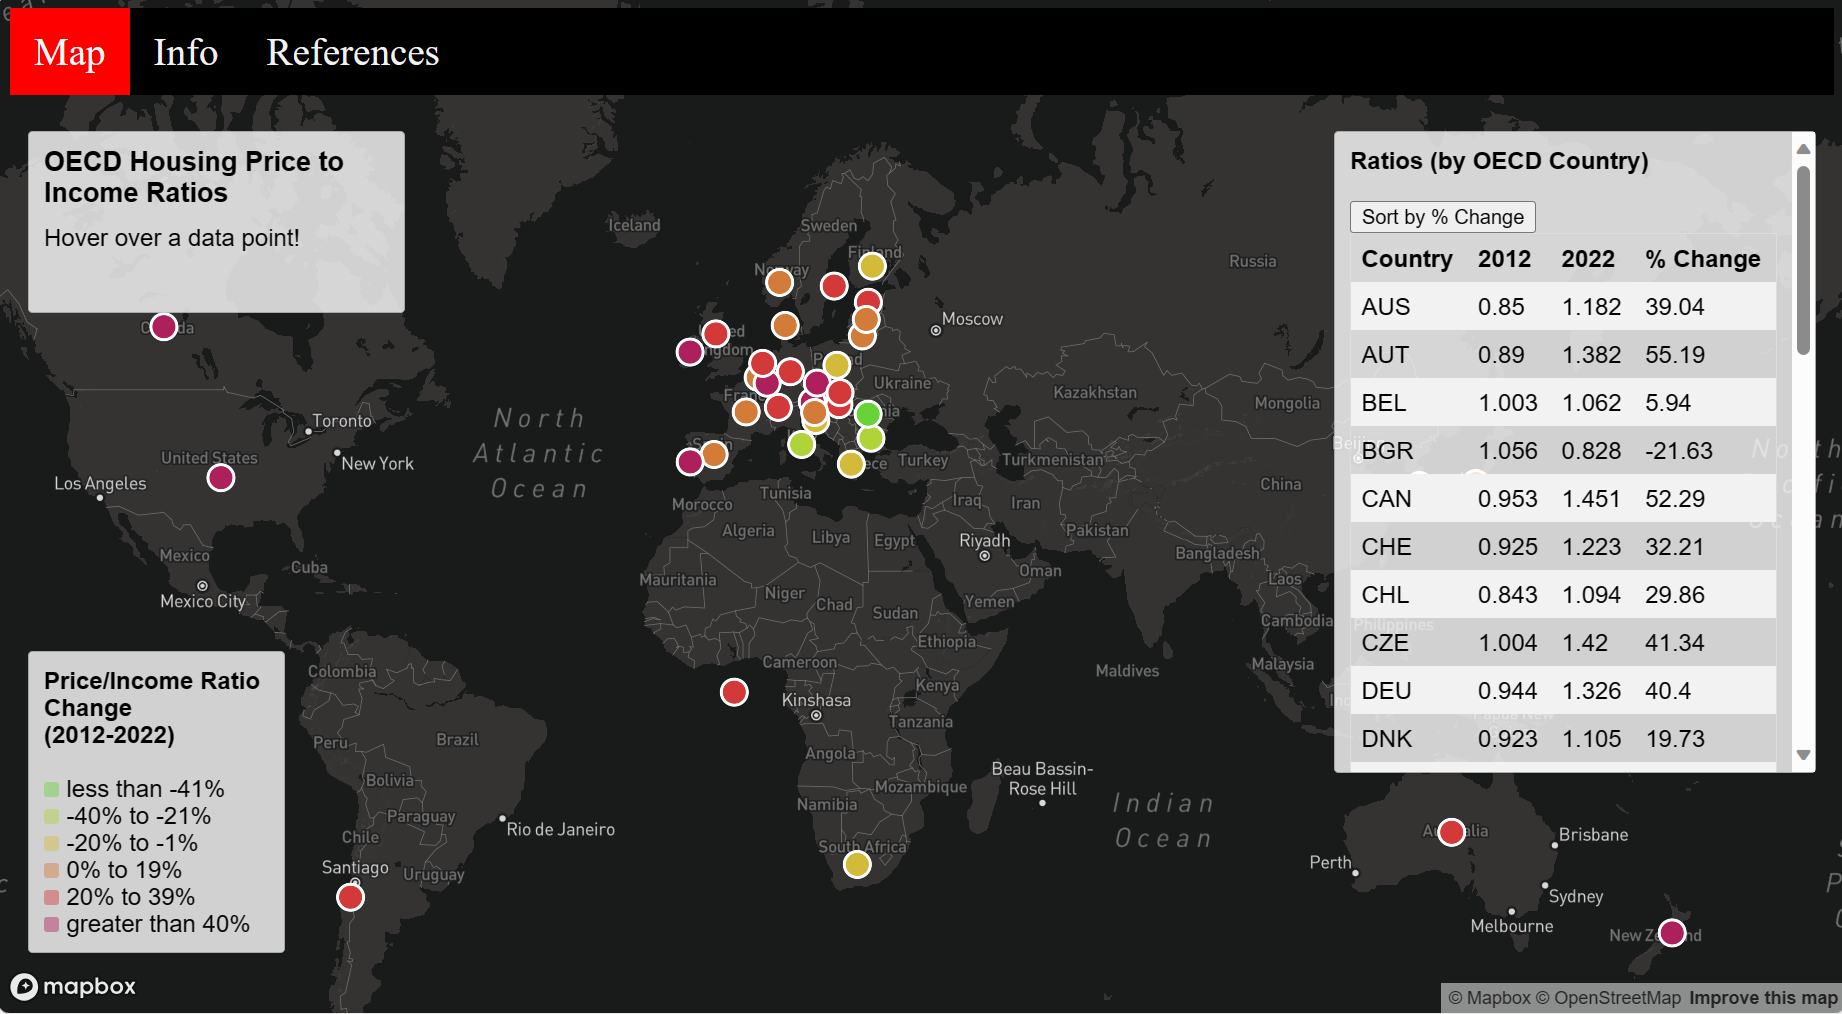 Map Info References
OECD Housing Price to
Income Ratios
Hover over a data point!
Ratios (by OECD Country)
Sort by % Change
Country 2012 2022 % Change
AUS 0.85 1.182 39.04
AUT 0.89 1.382 55.19
BEL 1.003 1.062 5.94
BGR 1.056 0.828 -21.63
CAN 0.953 1.451 52.29
CHE 0.925 1.223 32.21
CHL 0.843 1.094 29.86
CZE 1.004 1.42 41.34
DEU 0.944 1.326 40.4
DNK 0.923 1.105 19.73
Price/Income Ratio
Change
(2012-2022)
less than -41%
-40% to -21%
-20% to -1%
0% to 19%
20% to 39%
greater than 40%
Iceland
Sweden
Finland
Norway
Russia
Moscow
Poland
Ukraine
Kazakhstan
Mongolia
Toronto
United States
New York
Los Angeles
North
Atlantic
Ocean
Spain
Turkey
Turkmenistan
Beijing
China
Tunisia
Morocco
Iraq
Iran
Algeria
Libya
Egypt
Pakistan
Riyadh
Mexico
Cuba
Bangladesh
Oman
Mexico City
Mauritania
Niger
Chad
Sudan
Yemen
Laos
Cambodia
Philippines
Ethiopia
Colombia
Cameroon
Maldives
Malaysia
Kenya
Kinshasa
Papua New
Peru
Brazil
Tanzania
Angola
Bolivia
Mozambique
Beau Bassin-
Rose Hill
Namibia
Indian
Ocean
Paraguay
Rio de Janeiro
Chile
South Africa
Australia
Brisbane
Santiago
Uruguay
Perth
Sydney
Melbourne
New Zealand
mapbox
© Mapbox © OpenStreetMap Improve this map